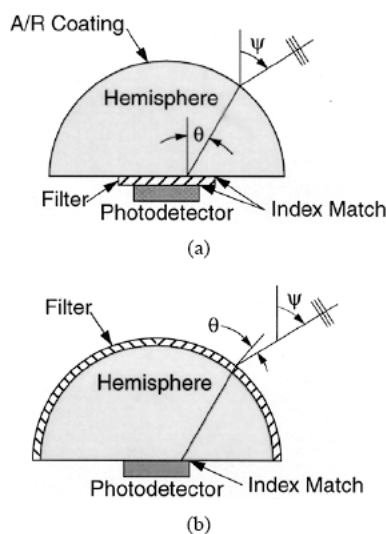 A/R Coating
ψ
Hemisphere
θ
Filter
Photodetector
Index Match
(a)
Filter
θ
ψ
Hemisphere
Photodetector
Index Match
(b)